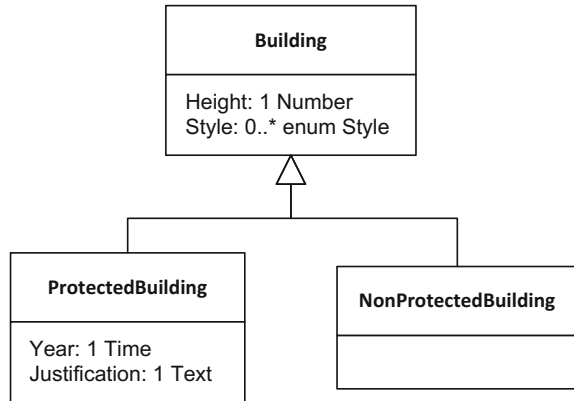 Building
Height: 1 Number
Style: 0..* enum Style
ProtectedBuilding
Year: 1 Time
Justification: 1 Text
NonProtectedBuilding